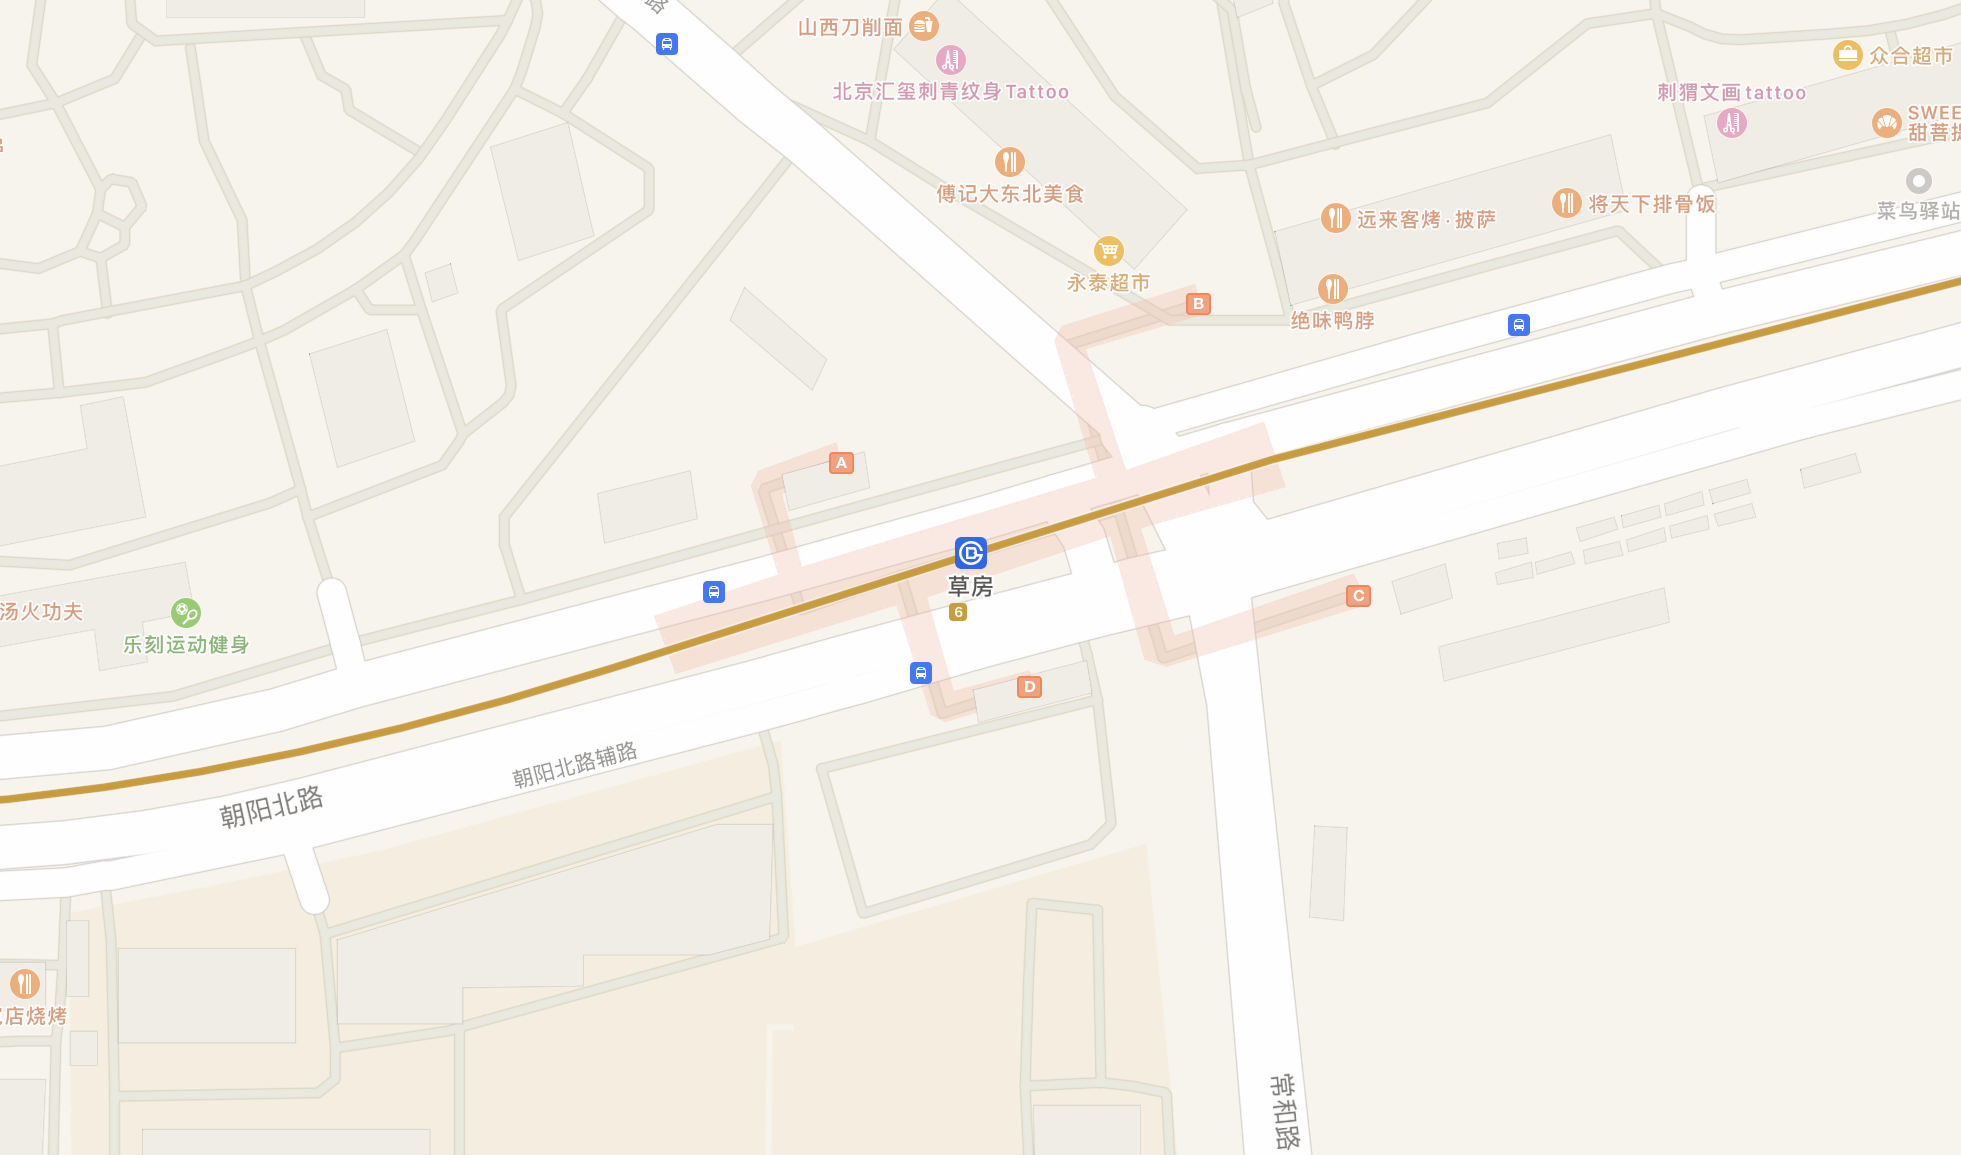 路
山西刀削面
北京汇玺刺青纹身Tattoo
众合超市
刺猬文画tattoo
SWEE
甜菩提
傅记大东北美食
将天下排骨饭
远来客烤·披萨
菜鸟驿站
永泰超市
B
绝味鸭脖
A
草房
6
C
汤火功夫
乐刻运动健身
D
朝阳北路辅路
朝阳北路
店烧烤
常和路